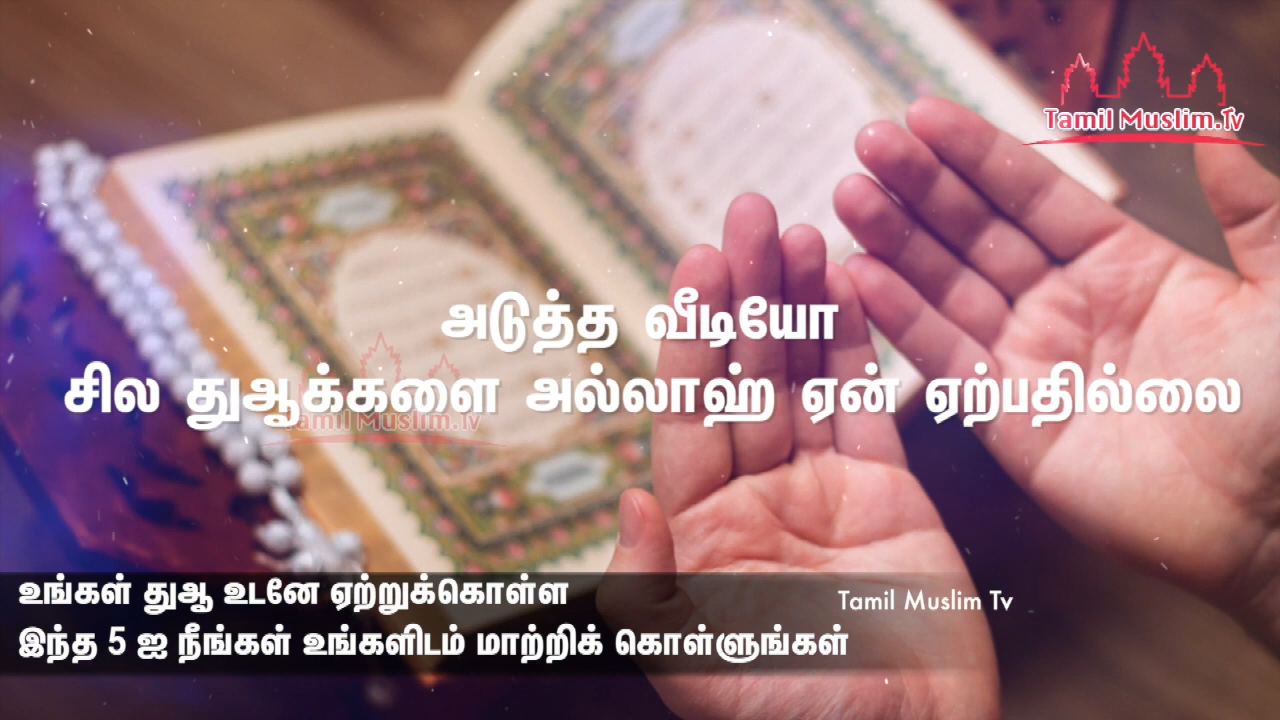 Tamil Muslim.Tv
அடுத்த வீடியோ
சில துஆக்களை அல்லாஹ் ஏன் ஏற்பதில்லை
Tamil Muslim.Tv
உங்கள் துஆ உடனே ஏற்றுக்கொள்ள
Tamil Muslim Tv
இந்த 5 ஐ நீங்கள் உங்களிடம் மாற்றிக் கொள்ளுங்கள்